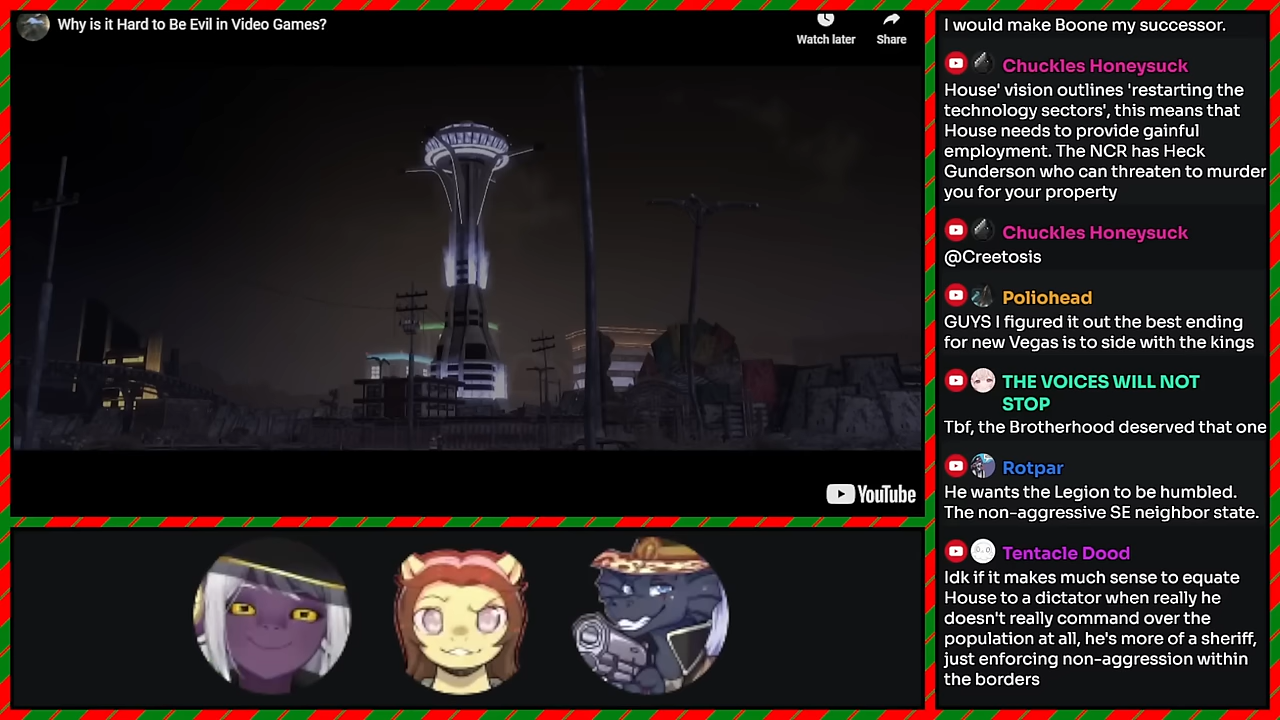 Why is it Hard to Be Evil in Video Games?
Watch later
Share
YouTube
I would make Boone my successor.
Chuckles Honeysuck
House' vision outlines 'restarting the
technology sectors', this means that
House needs to provide gainful
employment. The NCR has Heck
Gunderson who can threaten to murder
you for your property
Chuckles Honeysuck
@Creetosis
Poliohead
GUYS I figured it out the best ending
for new Vegas is to side with the kings
THE VOICES WILL NOT
STOP
Tbf, the Brotherhood deserved that one
Rotpar
He wants the Legion to be humbled.
The non-aggressive SE neighbor state.
Tentacle Dood
Idk if it makes much sense to equate
House to a dictator when really he
doesn't really command over the
population at all, he's more of a sheriff,
just enforcing non-aggression within
the borders